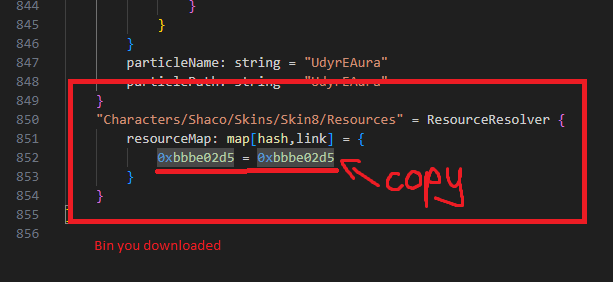 844 }
845 }
846 }
847 particleName: string = "UdyrEAura"
848 particlePath: string = "UdyrEAura"
849 }
850 "Characters/Shaco/Skins/Skin8/Resources" = ResourceResolver {
851 resourceMap: map[hash,link] = {
852 0xbbbe02d5 = 0xbbbe02d5
copy
853 }
854 }
855
856
Bin you downloaded